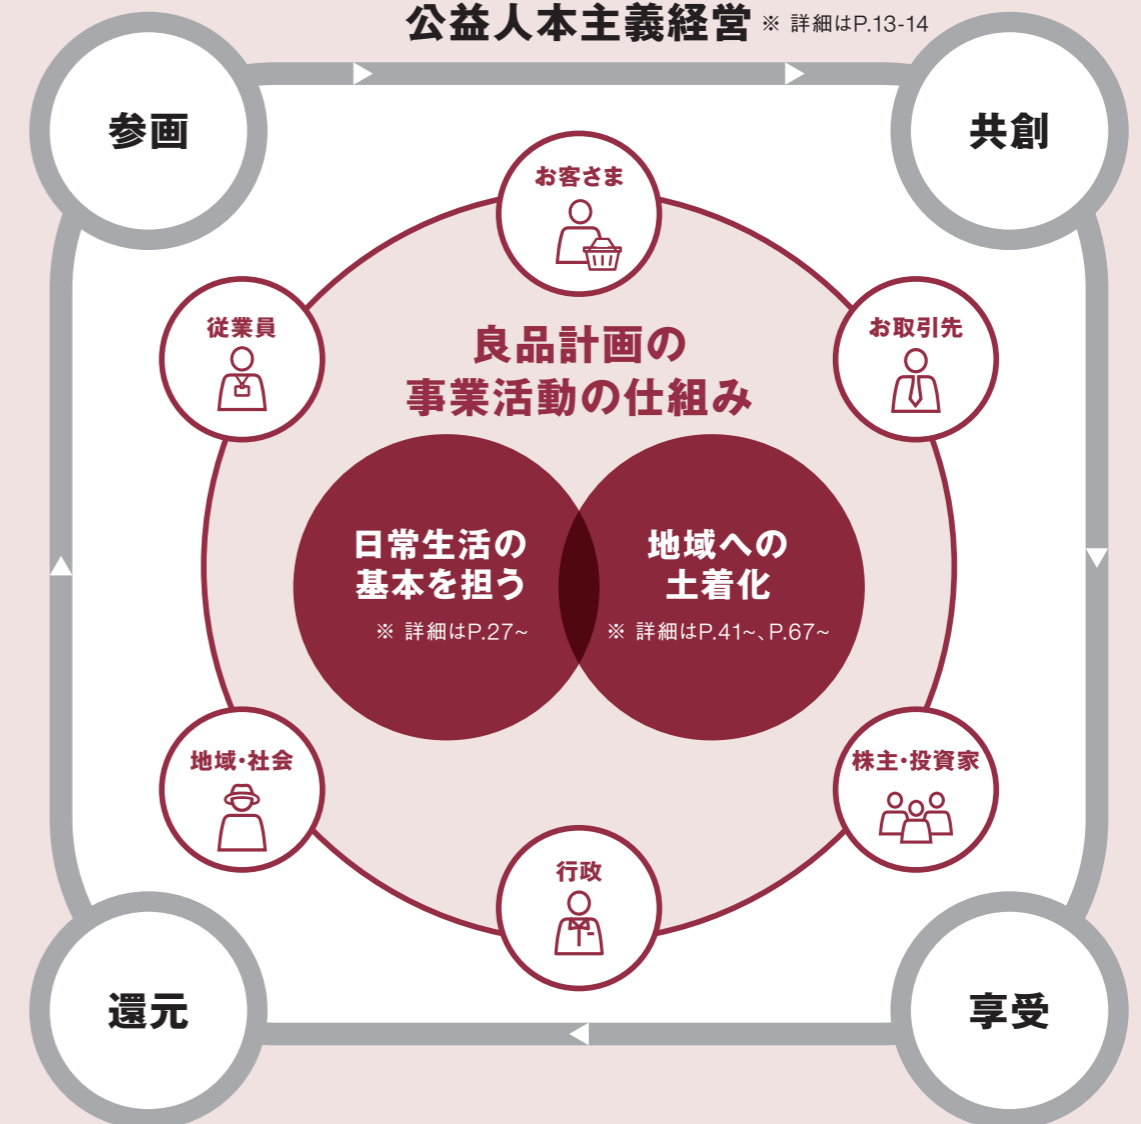 公益人本主義経営 ※ 詳細はP.13-14
参画
共創
お客さま
従業員
お取引先
良品計画の
事業活動の仕組み
日常生活の
基本を担う
※ 詳細はP.27~
地域への
土着化
※ 詳細はP.41~、P.67~
地域・社会
株主・投資家
行政
還元
享受